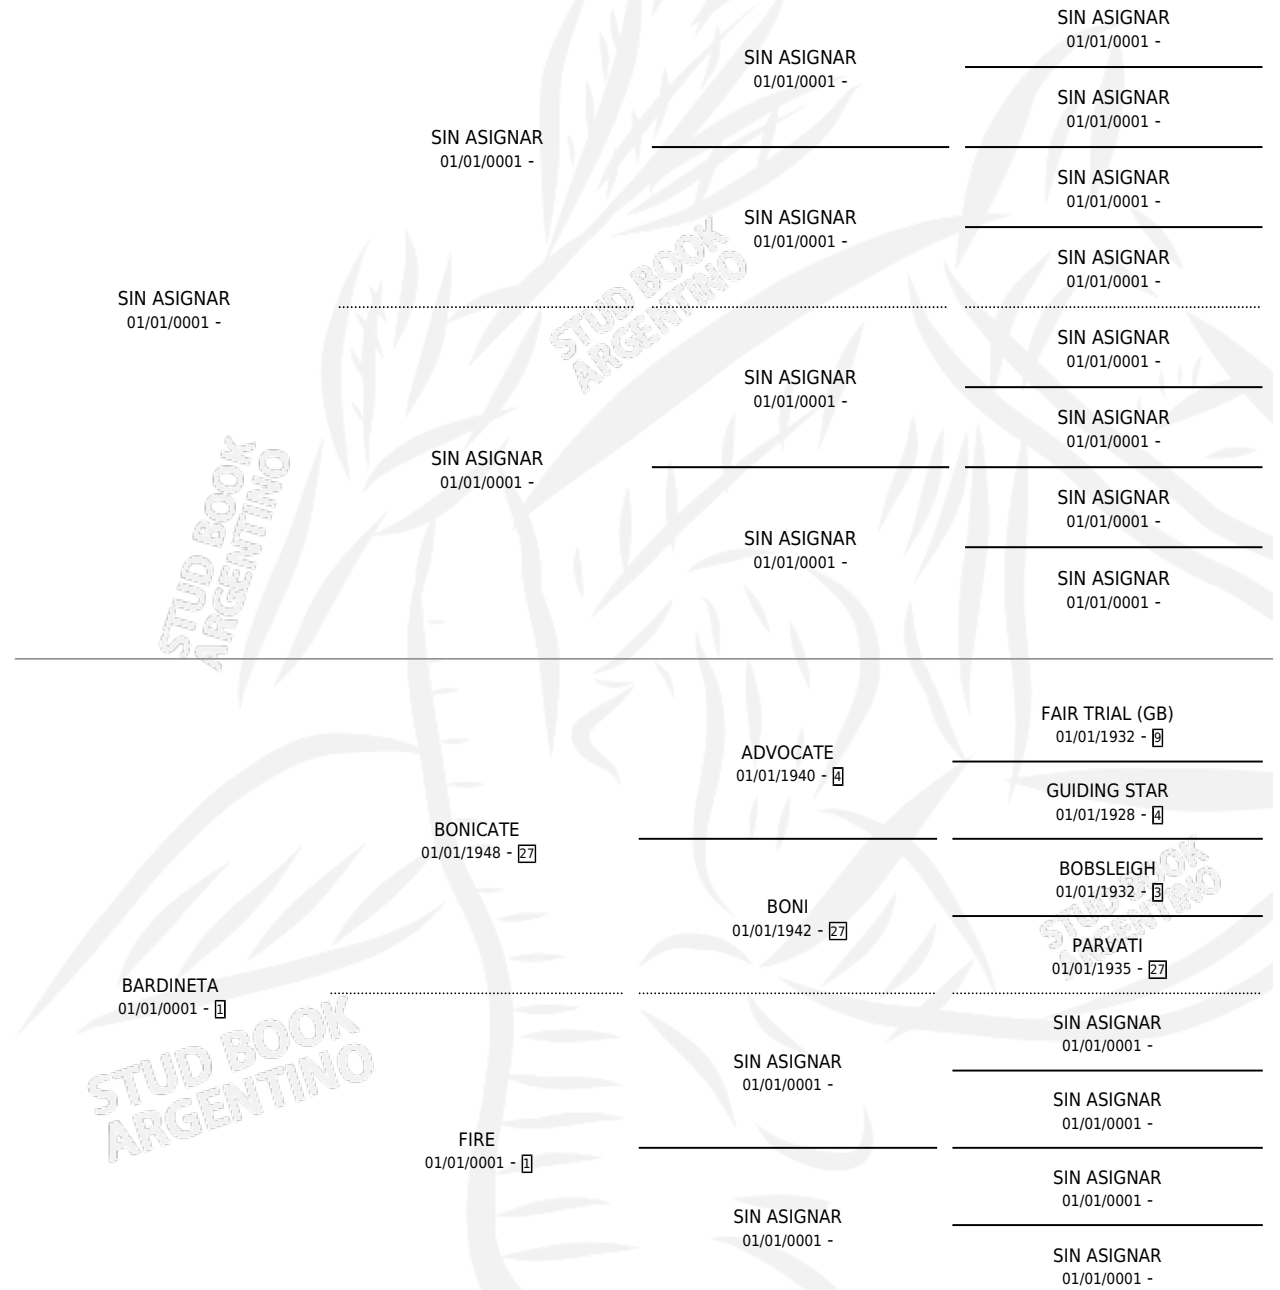 SIN ASIGNAR
01/01/0001 -
SIN ASIGNAR
01/01/0001 -
SIN ASIGNAR
01/01/0001 -
SIN ASIGNAR
01/01/0001 -
SIN ASIGNAR
01/01/0001 -
SIN ASIGNAR
01/01/0001 -
SIN ASIGNAR
01/01/0001 -
STUD BOOK
ARGENTINO
SIN ASIGNAR
01/01/0001 -
SIN ASIGNAR
01/01/0001 -
SIN ASIGNAR
01/01/0001 -
SIN ASIGNAR
01/01/0001 -
SIN ASIGNAR
01/01/0001 -
SIN ASIGNAR
01/01/0001 -
STUD BOOK
ARGENTINO
SIN ASIGNAR
01/01/0001 -
SIN ASIGNAR
01/01/0001 -
FAIR TRIAL (GB)
01/01/1932 - 9
ADVOCATE
01/01/1940 - 4
GUIDING STAR
01/01/1928 - 4
BONICATE
01/01/1948 - 27
BOBSLEIGH
01/01/1932 - 3
BONI
01/01/1942 - 27
STUD BOOK
ARGENTINO
PARVATI
01/01/1935 - 27
BARDINETA
01/01/0001 - 1
STUD BOOK
ARGENTINO
SIN ASIGNAR
01/01/0001 -
SIN ASIGNAR
01/01/0001 -
SIN ASIGNAR
01/01/0001 -
FIRE
01/01/0001 - 1
SIN ASIGNAR
01/01/0001 -
SIN ASIGNAR
01/01/0001 -
SIN ASIGNAR
01/01/0001 -